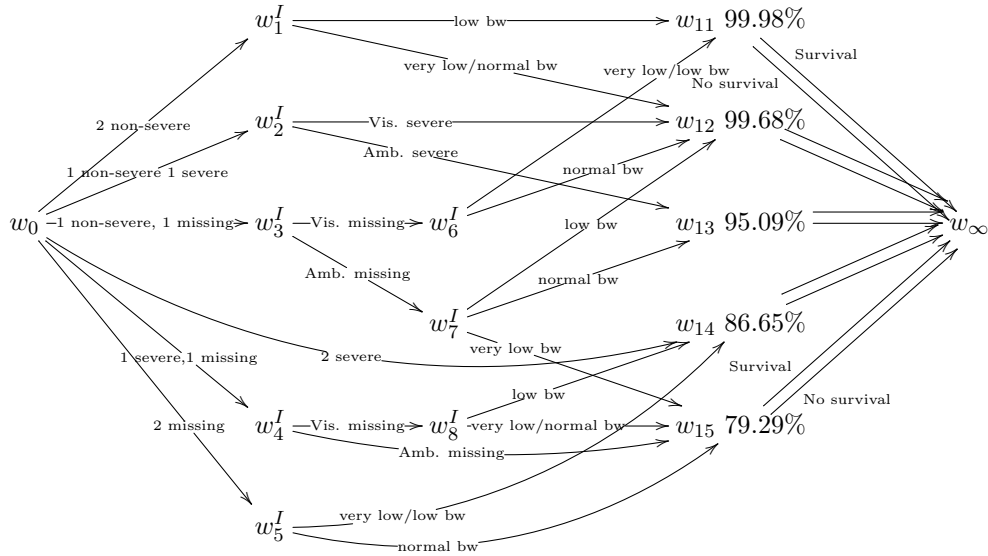 w_1^I
low bw
w_11 99.98%
Survival
very low/normal bw
very low/low bw
No survival
2 non-severe
w_2^I
Vis. severe
w_12 99.68%
Amb. severe
1 non-severe 1 severe
normal bw
w_0
1 non-severe, 1 missing
w_3^I
Vis. missing
w_6^I
low bw
w_13 95.09%
w_∞
Amb. missing
normal bw
w_7^I
w_14 86.65%
very low bw
1 severe,1 missing
2 severe
Survival
low bw
No survival
2 missing
w_4^I
Vis. missing
w_8^I
very low/normal bw
w_15 79.29%
Amb. missing
very low/low bw
w_5^I
normal bw